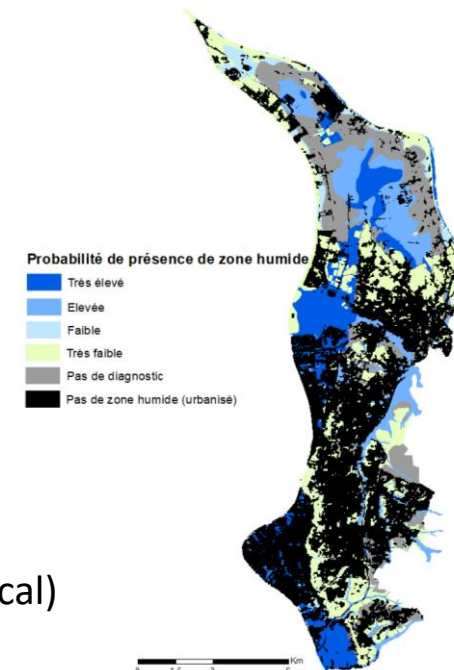 Probabilité de présence de zone humide
Très élevé
Elevée
Faible
Très faible
Pas de diagnostic
Pas de zone humide (urbanisé)
cal)
Km